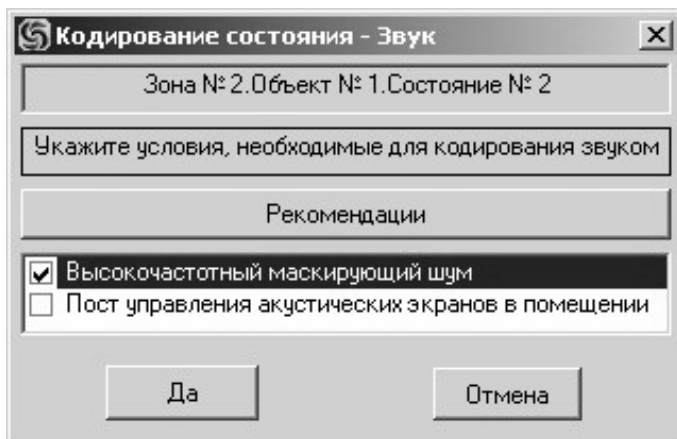 Кодирование состояния - Звук
Зона № 2.Объект № 1.Состояние № 2
Укажите условия, необходимые для кодирования звуком
Рекомендации
Высокочастотный маскирующий шум
Пост управления акустических экранов в помещении
Да
Отмена